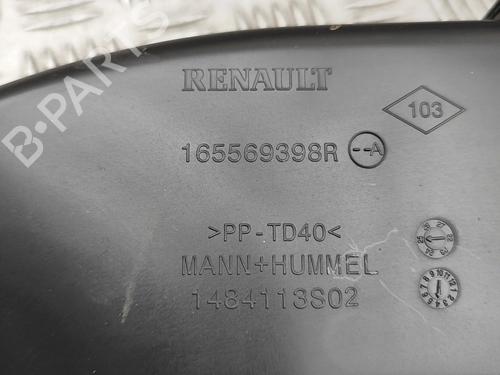 RENAULT
103
165569398R --A
>PP-TD40<
MANN+HUMMEL
1484113S02
B-PARTS